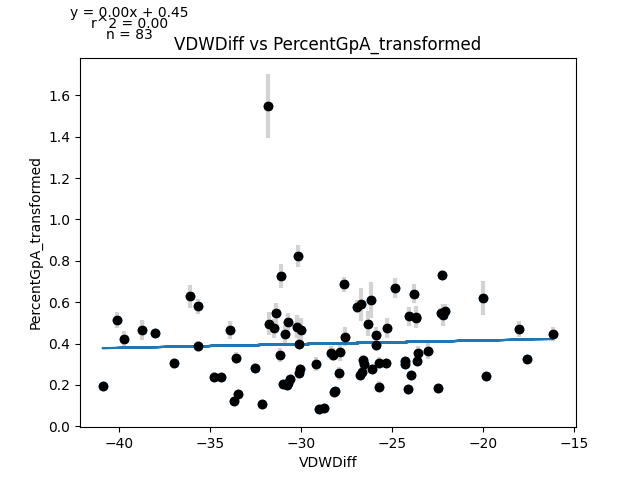 y = 0.00x + 0.45
r^2 = 0.00
n = 83
VDWDiff vs PercentGpA_transformed
PercentGpA_transformed
1.6
1.4
1.2
1.0
0.8
0.6
0.4
0.2
0.0
−40
−35
−30
−25
−20
−15
VDWDiff